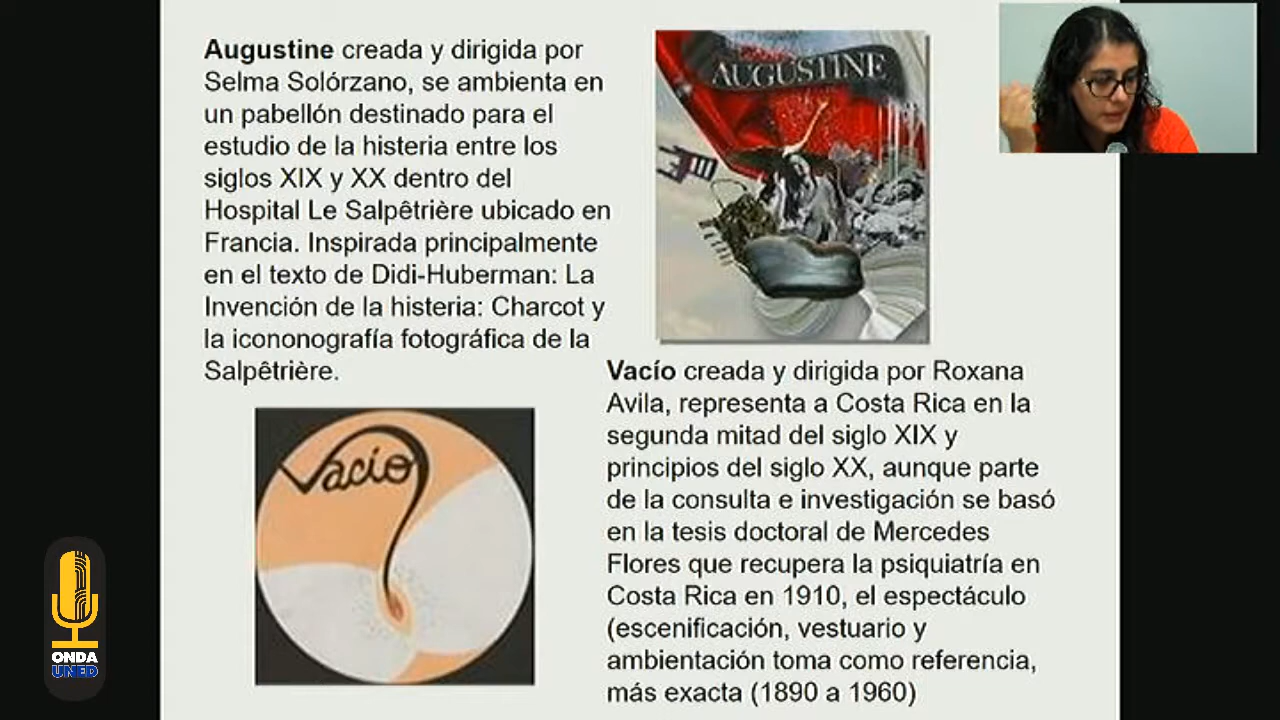 Augustine creada y dirigida por
Selma Solórzano, se ambienta en
un pabellón destinado para el
estudio de la histeria entre los
siglos XIX y XX dentro del
Hospital Le Salpêtrière ubicado en
Francia. Inspirada principalmente
en el texto de Didi-Huberman: La
Invención de la histeria: Charcot y
la icononografía fotográfica de la
Salpêtrière.
AUGUSTINE
Vacío
Vacío creada y dirigida por Roxana
Avila, representa a Costa Rica en la
segunda mitad del siglo XIX y
principios del siglo XX, aunque parte
de la consulta e investigación se basó
en la tesis doctoral de Mercedes
Flores que recupera la psiquiatría en
Costa Rica en 1910, el espectáculo
(escenificación, vestuario y
ambientación toma como referencia,
más exacta (1890 a 1960)
ONDA
UNED